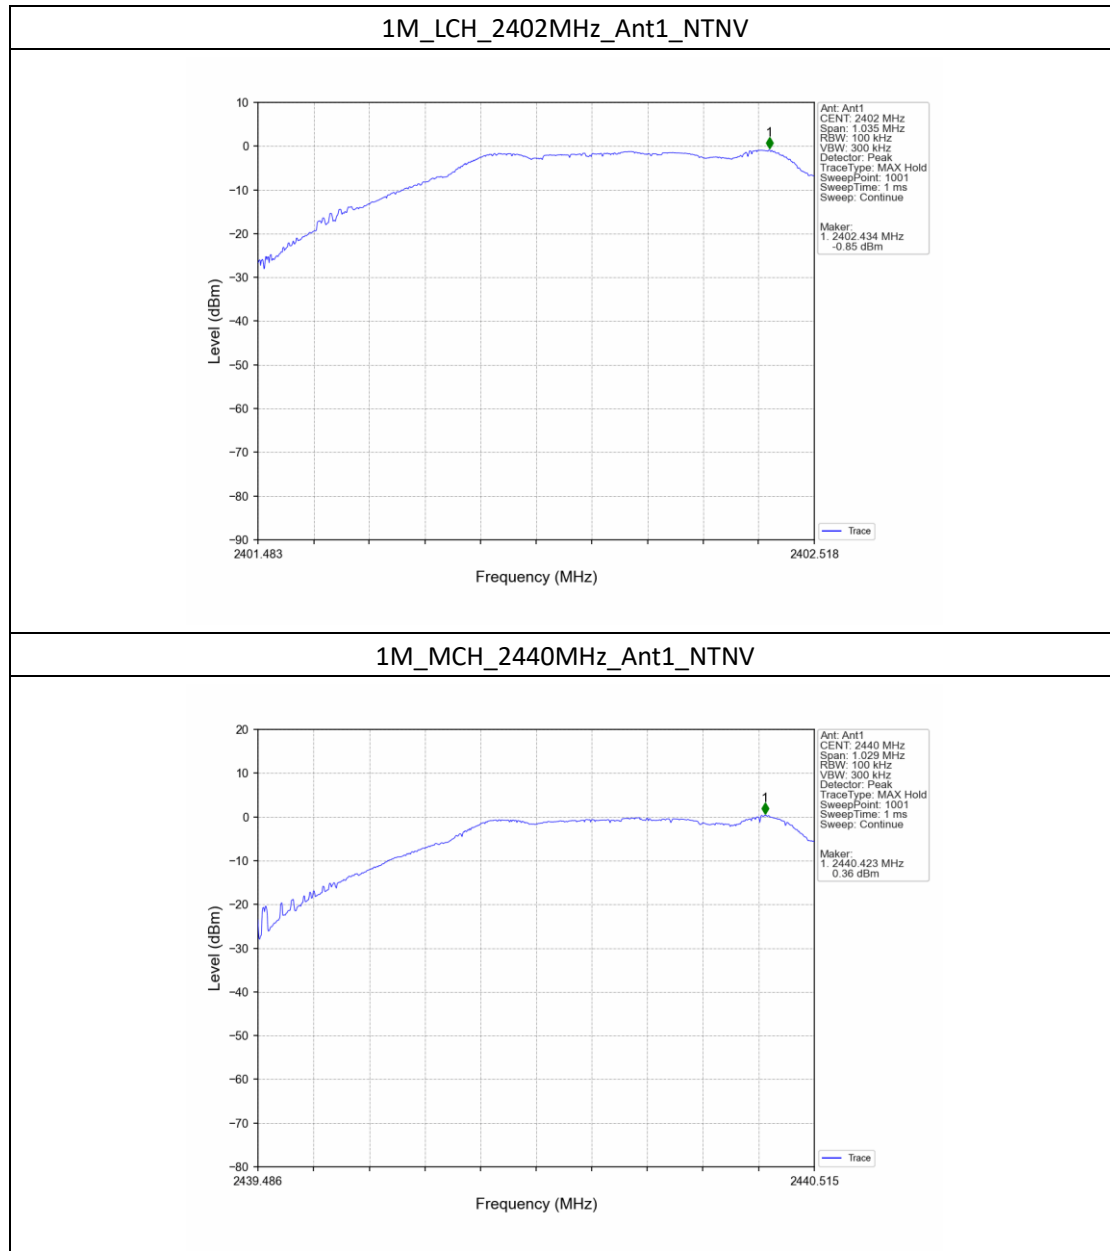 1M_LCH_2402MHz_Ant1_NTNV
10
0
−10
−20
−30
−40
−50
−60
−70
−80
−90
Level (dBm)
1
2401.483
2402.518
Frequency (MHz)
Ant: Ant1
CENT: 2402 MHz
Span: 1.035 MHz
RBW: 100 kHz
VBW: 300 kHz
Detector: Peak
TraceType: MAX Hold
SweepPoint: 1001
SweepTime: 1 ms
Sweep: Continue
Maker:
1. 2402.434 MHz
-0.85 dBm
Trace
1M_MCH_2440MHz_Ant1_NTNV
20
10
0
−10
−20
−30
−40
−50
−60
−70
−80
Level (dBm)
1
2439.486
2440.515
Frequency (MHz)
Ant: Ant1
CENT: 2440 MHz
Span: 1.029 MHz
RBW: 100 kHz
VBW: 300 kHz
Detector: Peak
TraceType: MAX Hold
SweepPoint: 1001
SweepTime: 1 ms
Sweep: Continue
Maker:
1. 2440.423 MHz
0.36 dBm
Trace